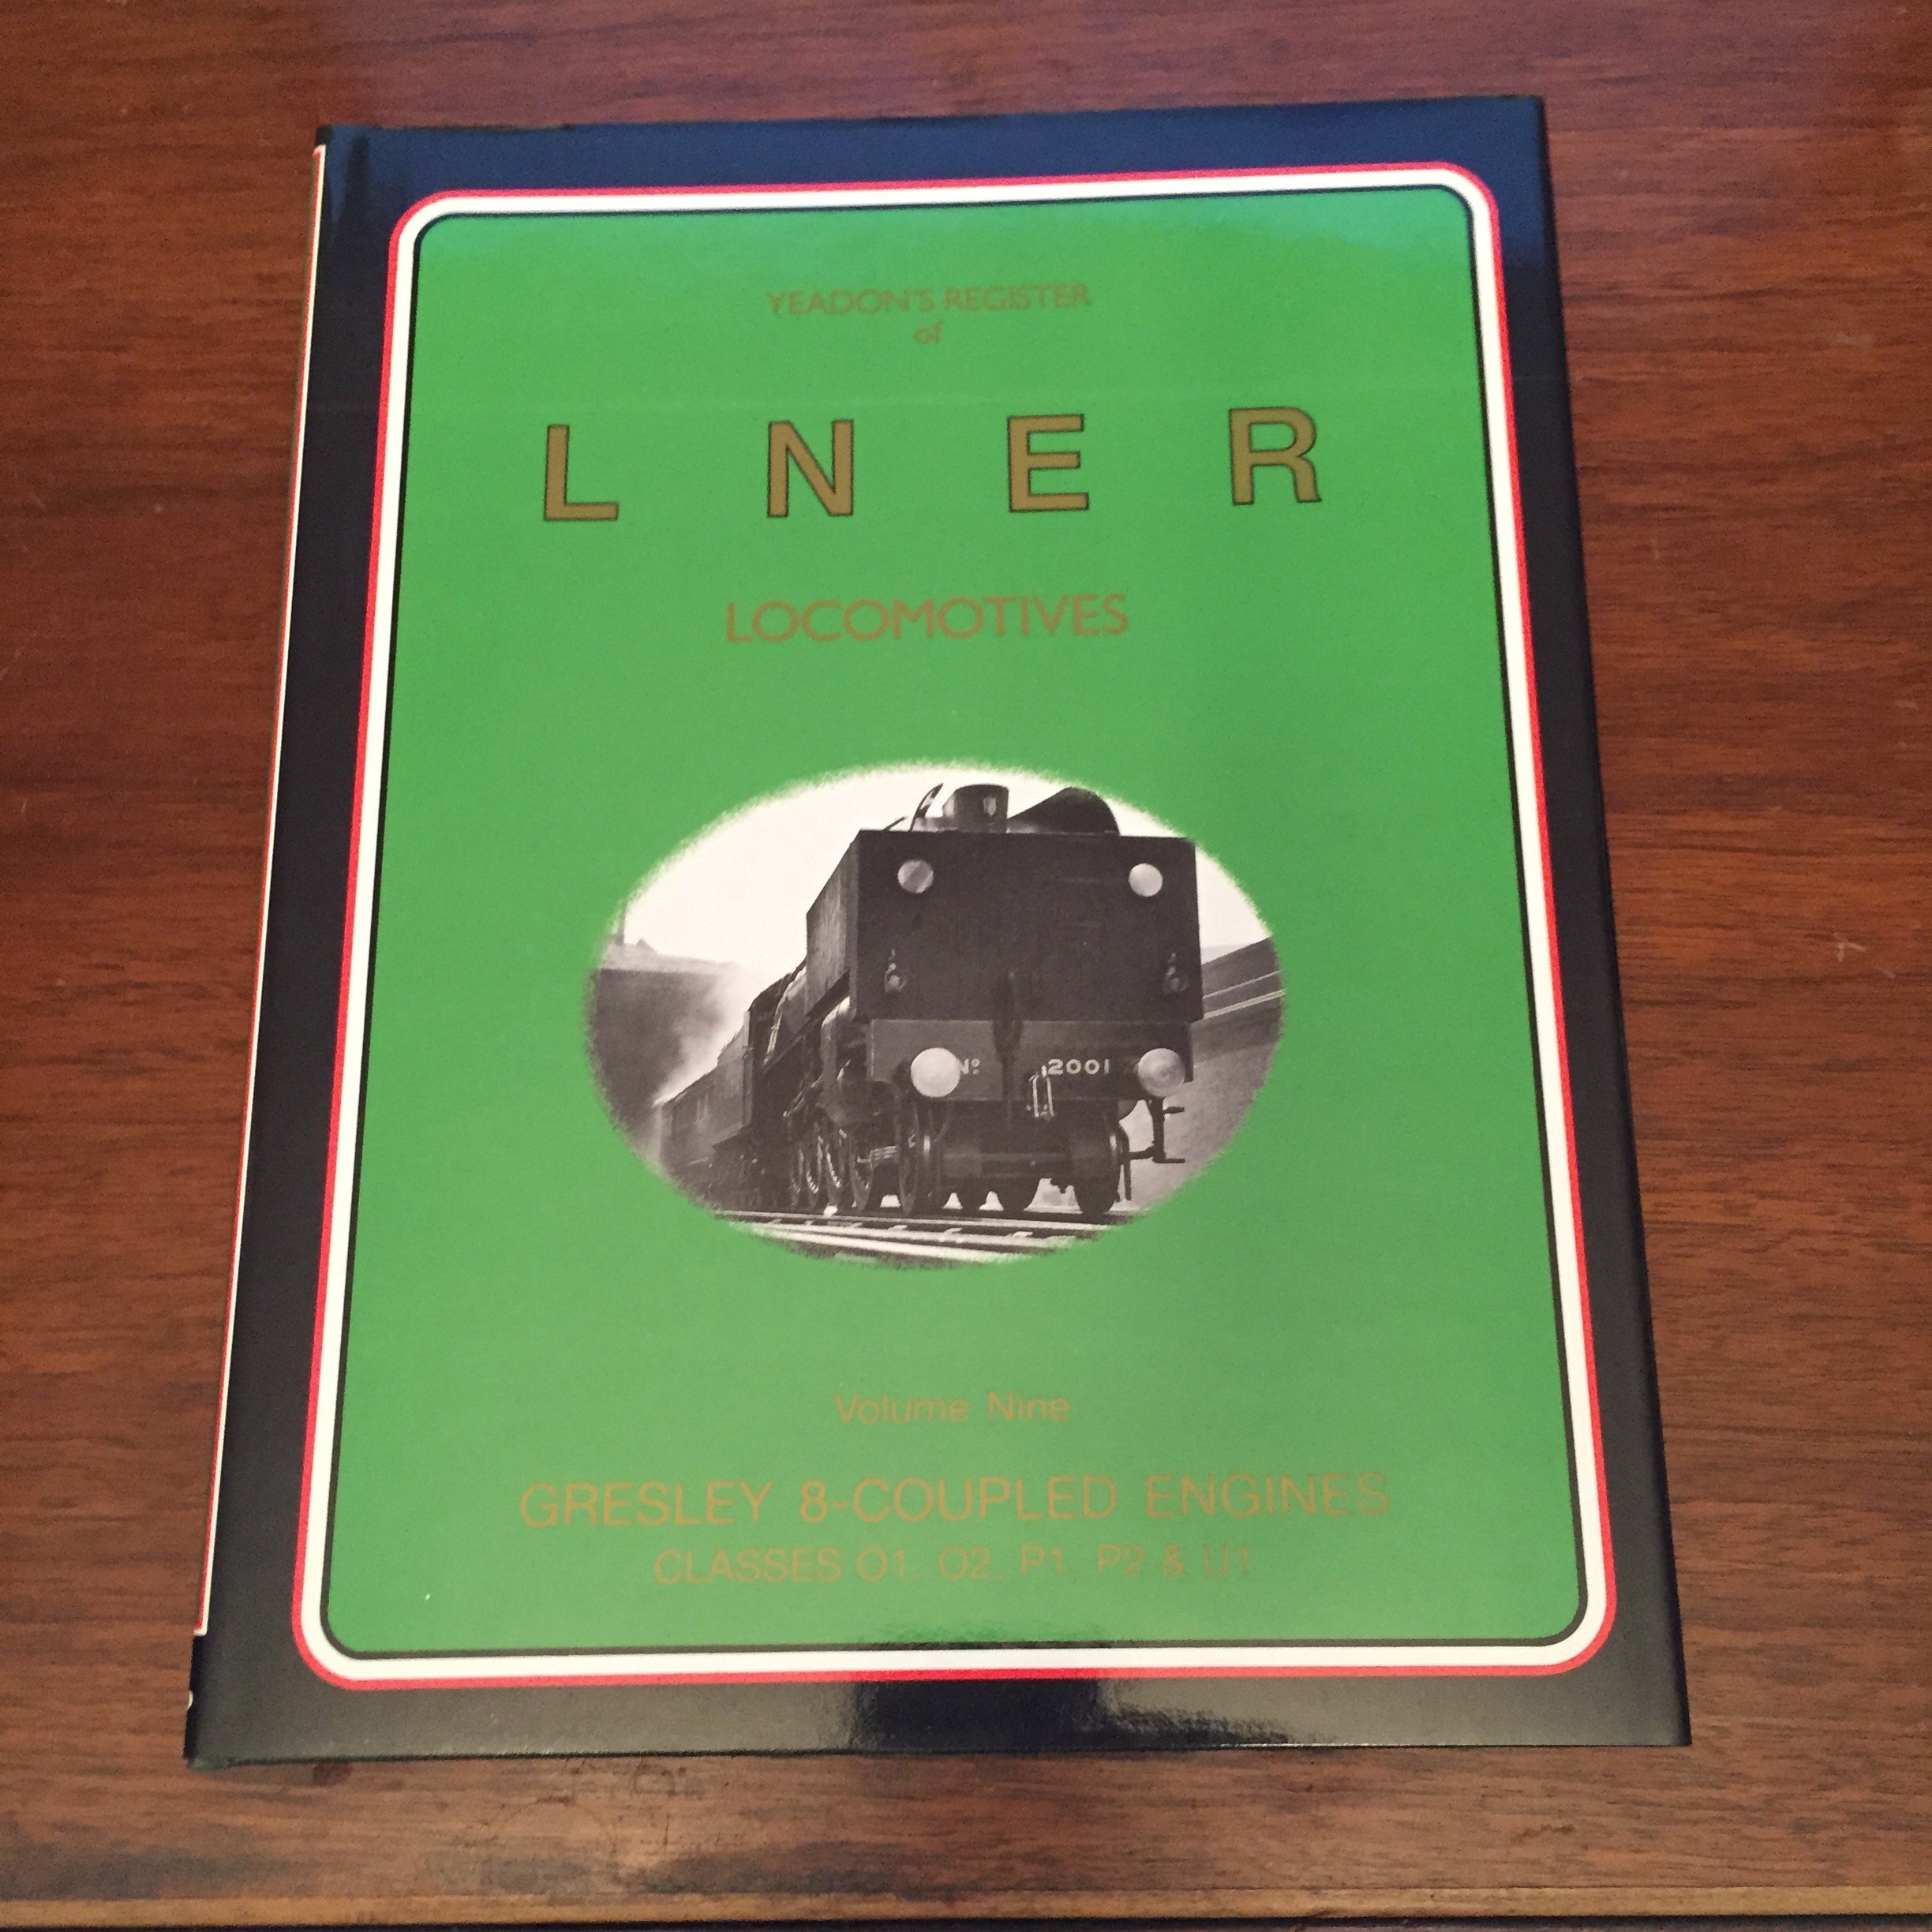 YEADON'S REGISTER
of
L N E R
LOCOMOTIVES
Nº 2001
Volume Nine
GRESLEY 8-COUPLED ENGINES
CLASSES O1, O2, P1, P2 & U1